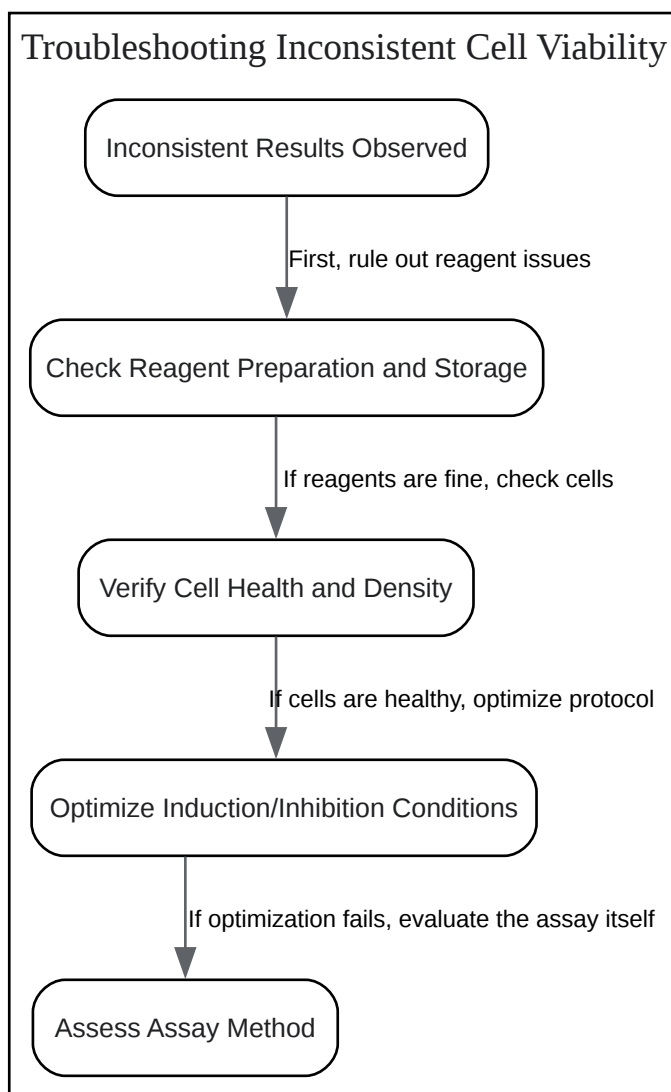 Troubleshooting Inconsistent Cell Viability
Inconsistent Results Observed
First, rule out reagent issues
Check Reagent Preparation and Storage
If reagents are fine, check cells
Verify Cell Health and Density
If cells are healthy, optimize protocol
Optimize Induction/Inhibition Conditions
If optimization fails, evaluate the assay itself
Assess Assay Method